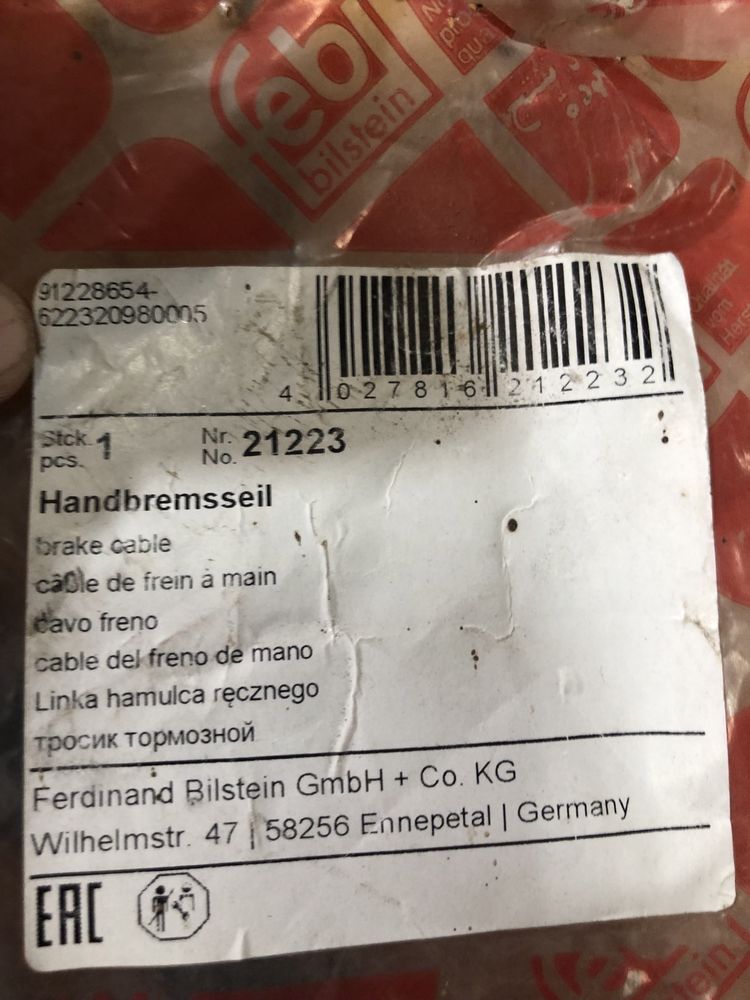 febi
bilstein
91228654-
622320980005
4 027816 212232
Stck. 1 Nr. 21223
pcs. No.
Handbremsseil
brake cable
câble de frein à main
cavo freno
cable del freno de mano
Linka hamulca ręcznego
тросик тормозной
Ferdinand Bilstein GmbH + Co. KG
Wilhelmstr. 47 | 58256 Ennepetal | Germany
EAC